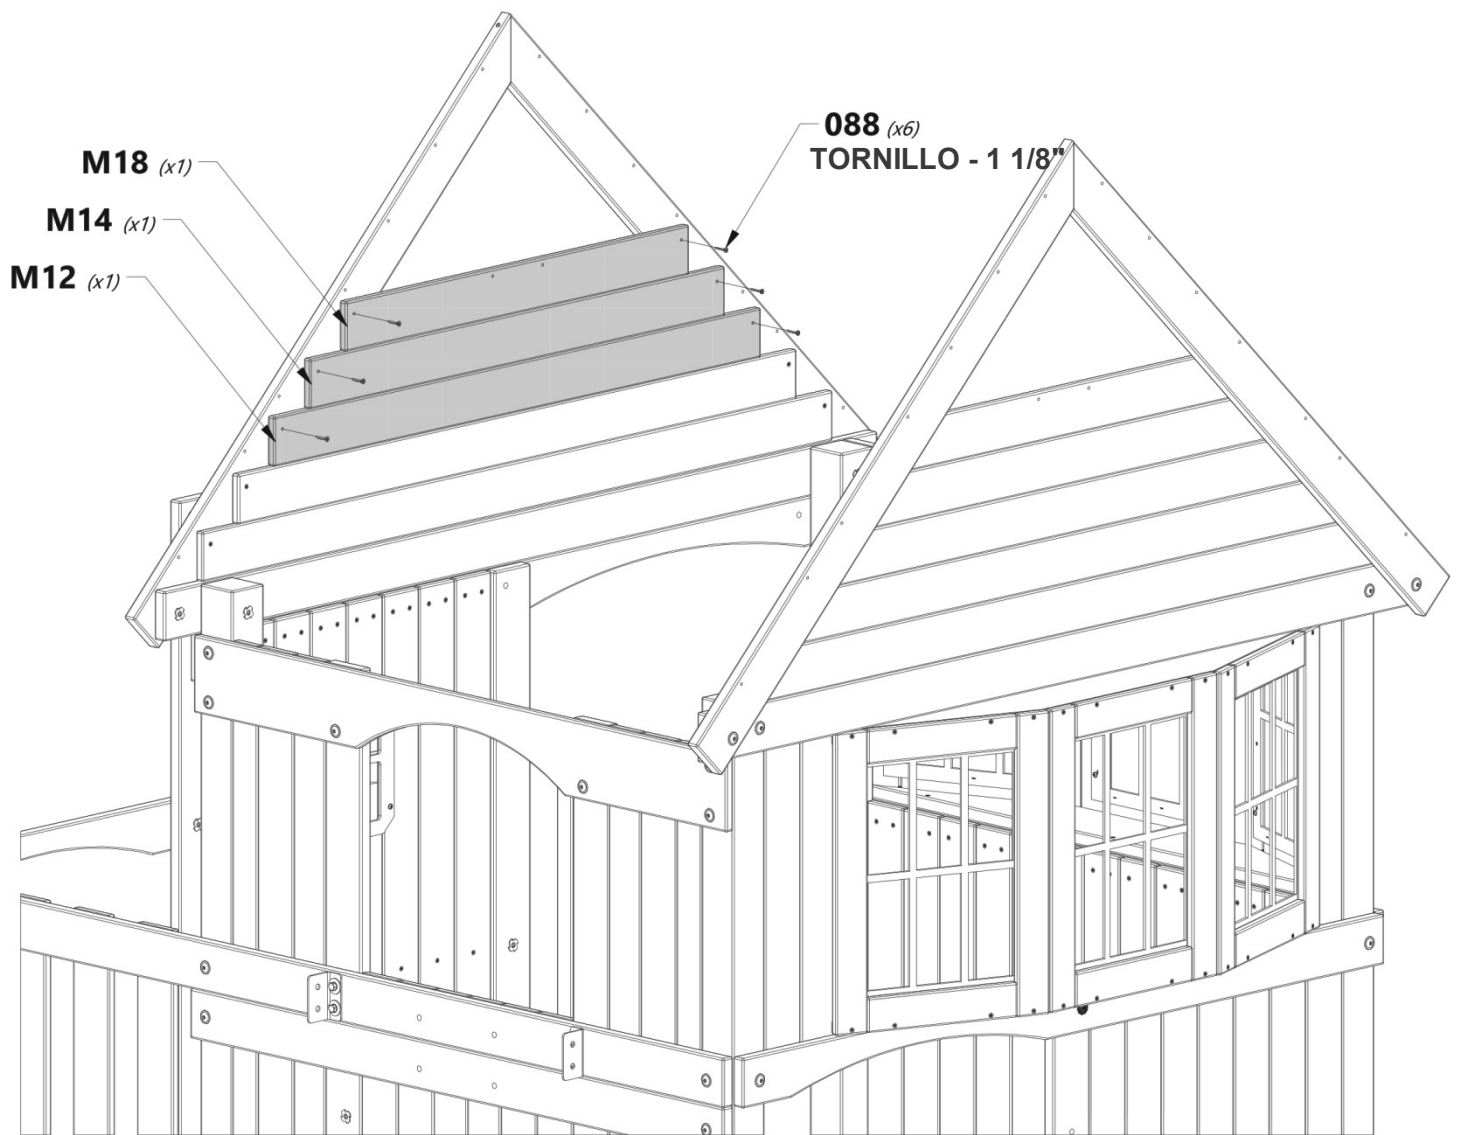 088 (x6)
TORNILLO - 1 1/8"
M18 (x1)
M14 (x1)
M12 (x1)